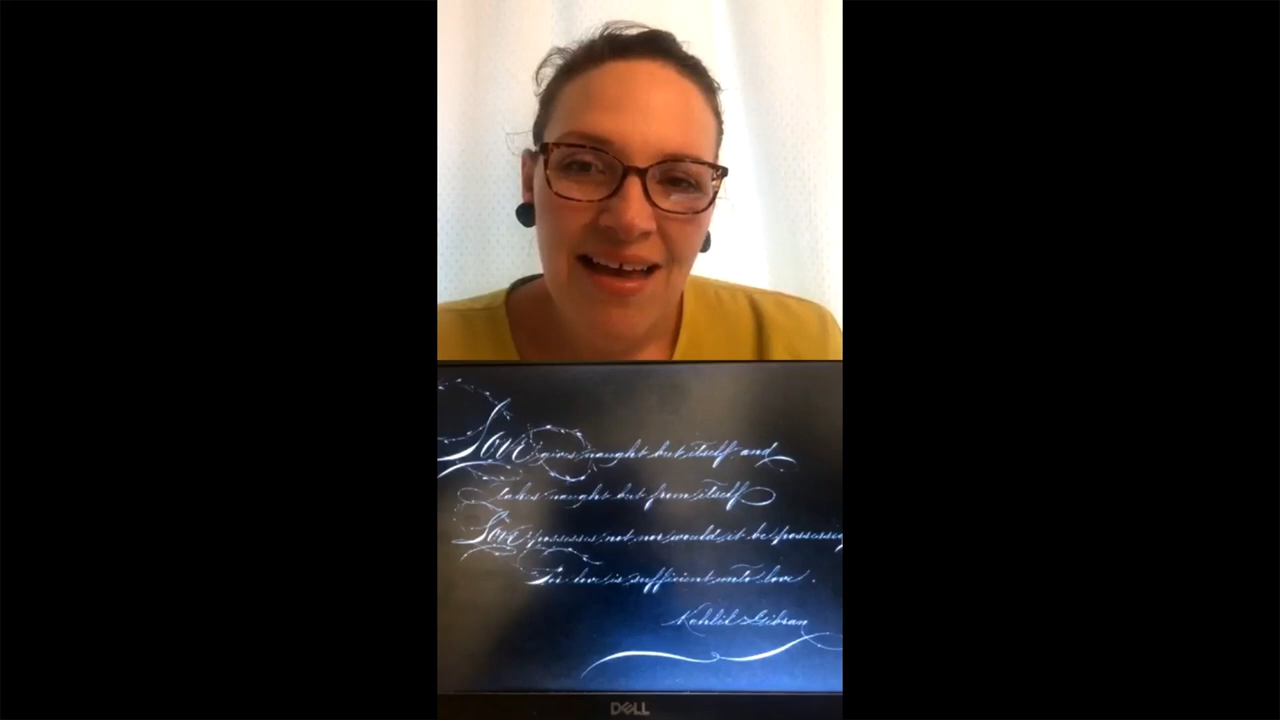 Love gives naught but itself and
takes naught but from itself
Love possesses not nor would it be possessed
For love is sufficient unto love.
Kahlil Gibran
DELL